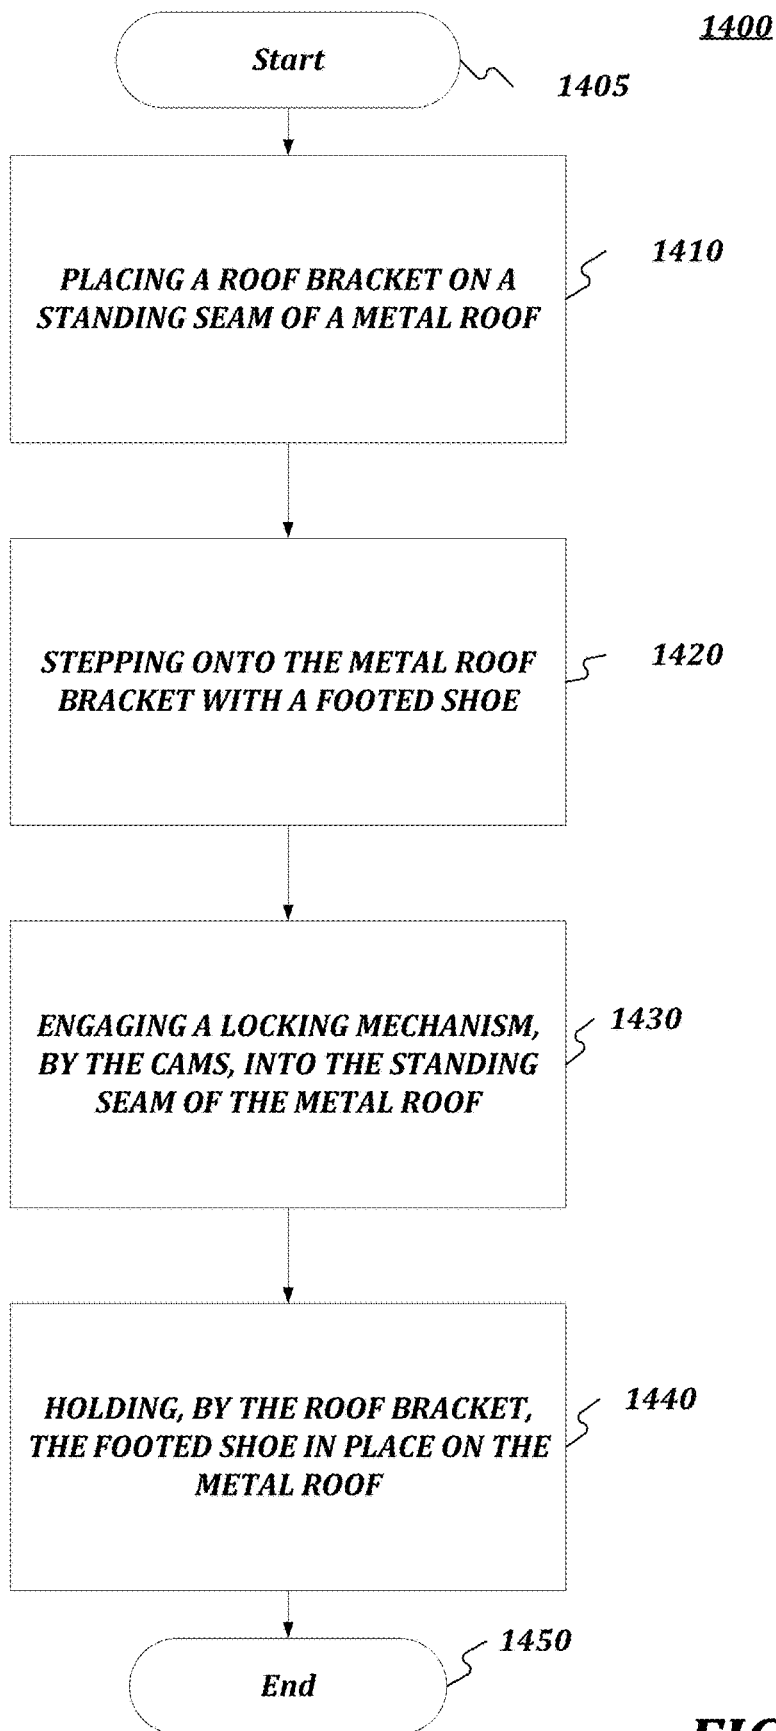 1400
Start
1405
PLACING A ROOF BRACKET ON A
STANDING SEAM OF A METAL ROOF
1410
STEPPING ONTO THE METAL ROOF
BRACKET WITH A FOOTED SHOE
1420
ENGAGING A LOCKING MECHANISM,
BY THE CAMS, INTO THE STANDING
SEAM OF THE METAL ROOF
1430
HOLDING, BY THE ROOF BRACKET,
THE FOOTED SHOE IN PLACE ON THE
METAL ROOF
1440
End
1450